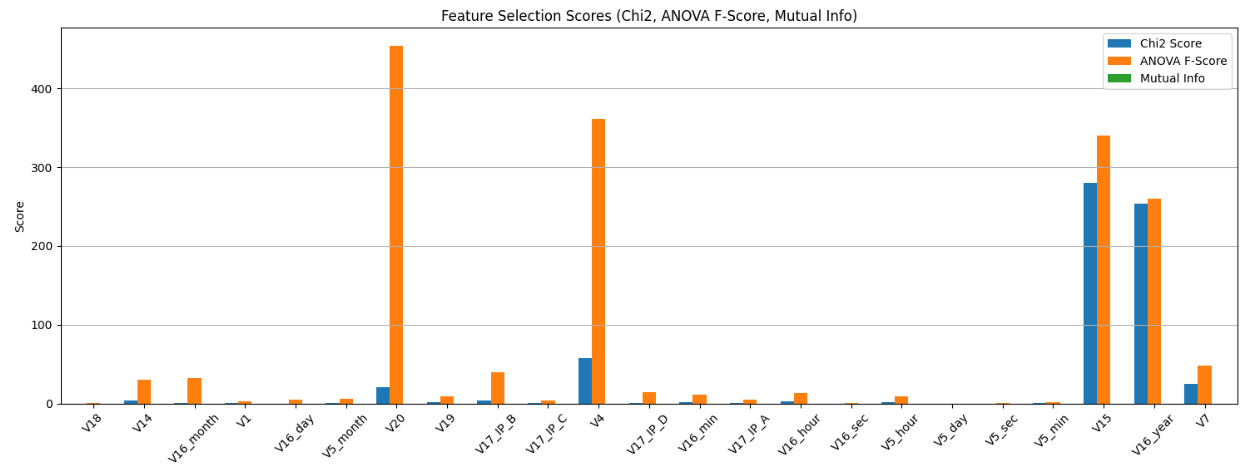 Feature Selection Scores (Chi2, ANOVA F-Score, Mutual Info)
Chi2 Score
ANOVA F-Score
Mutual Info
Score
400
300
200
100
0
V18
V14
V16_month
V1
V16_day
V5_month
V20
V19
V17_IP_B
V17_IP_C
V4
V17_IP_D
V16_min
V17_IP_A
V16_hour
V16_sec
V5_hour
V5_day
V5_sec
V5_min
V15
V16_year
V7